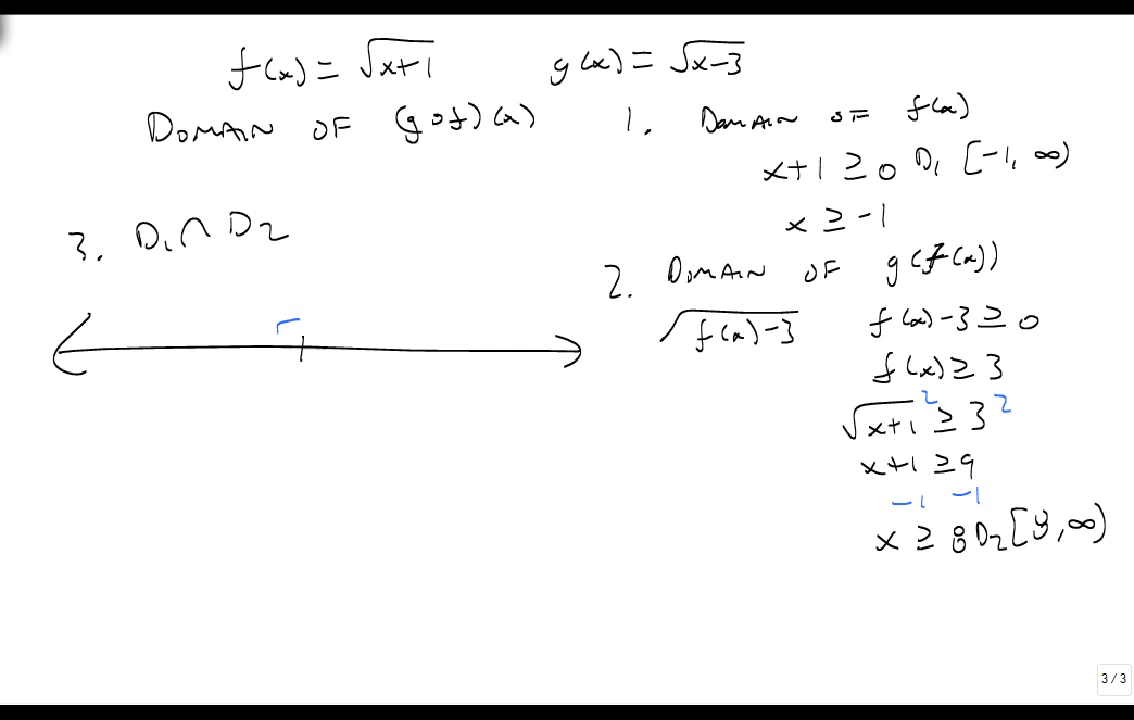 f(x) = √x+1 g(x) = √x-3
DOMAIN OF (g∘f)(x)
1. DOMAIN OF f(x)
x+1 ≥ 0 D₁ [-1, ∞)
x ≥ -1
2. DOMAIN OF g(f(x))
√f(x)-3 f(x)-3 ≥ 0
f(x) ≥ 3
√x+1² ≥ 3²
x+1 ≥ 9
-1 -1
x ≥ 8 D₂ [8, ∞)
3. D₁ ∩ D₂
3/3